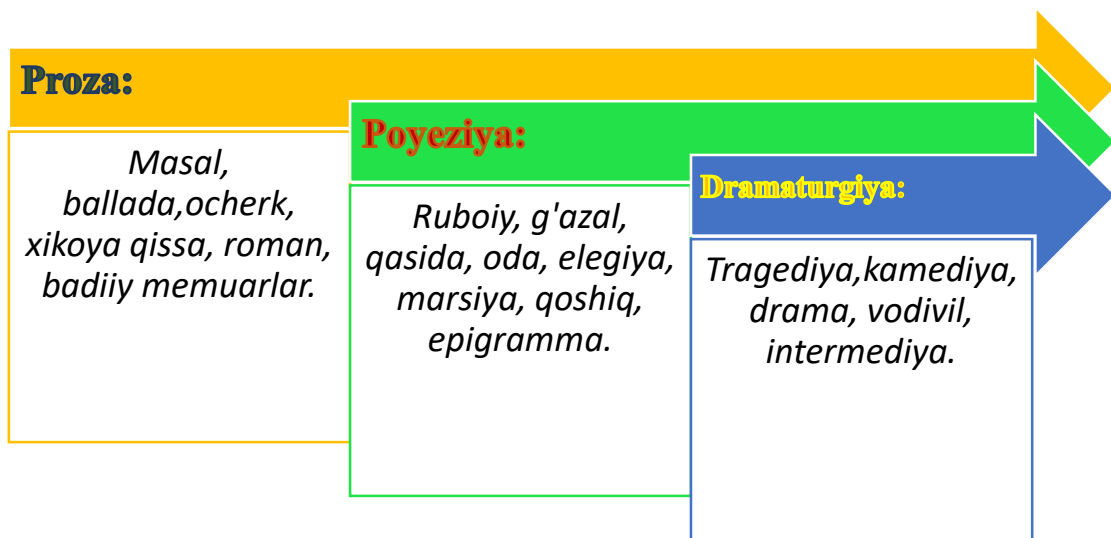 Proza:
Masal,
ballada,ocherk,
xikoya qissa, roman,
badiiy memuarlar.
Poyeziya:
Ruboiy, g'azal,
qasida, oda, elegiya,
marsiya, qoshiq,
epigramma.
Dramaturgiya:
Tragediya,kamediya,
drama, vodivil,
intermediya.